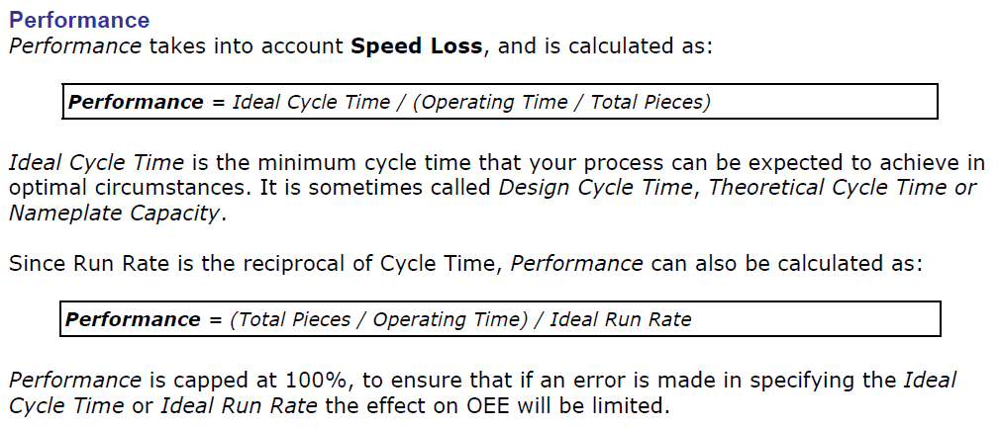 Performance
Performance takes into account Speed Loss, and is calculated as:
Performance = Ideal Cycle Time / (Operating Time / Total Pieces)
Ideal Cycle Time is the minimum cycle time that your process can be expected to achieve in
optimal circumstances. It is sometimes called Design Cycle Time, Theoretical Cycle Time or
Nameplate Capacity.
Since Run Rate is the reciprocal of Cycle Time, Performance can also be calculated as:
Performance = (Total Pieces / Operating Time) / Ideal Run Rate
Performance is capped at 100%, to ensure that if an error is made in specifying the Ideal
Cycle Time or Ideal Run Rate the effect on OEE will be limited.